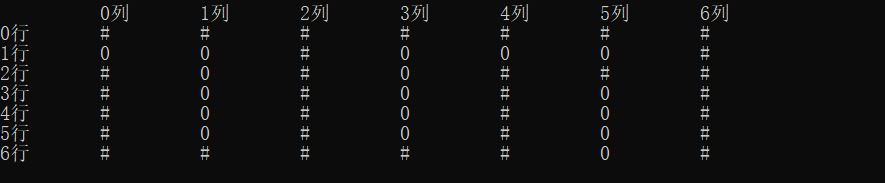 0列 1列 2列 3列 4列 5列 6列
0行 # # # # # # #
1行 0 0 # 0 0 0 #
2行 # 0 # 0 # # #
3行 # 0 # 0 # 0 #
4行 # 0 # 0 # 0 #
5行 # 0 # 0 # 0 #
6行 # # # # # 0 #